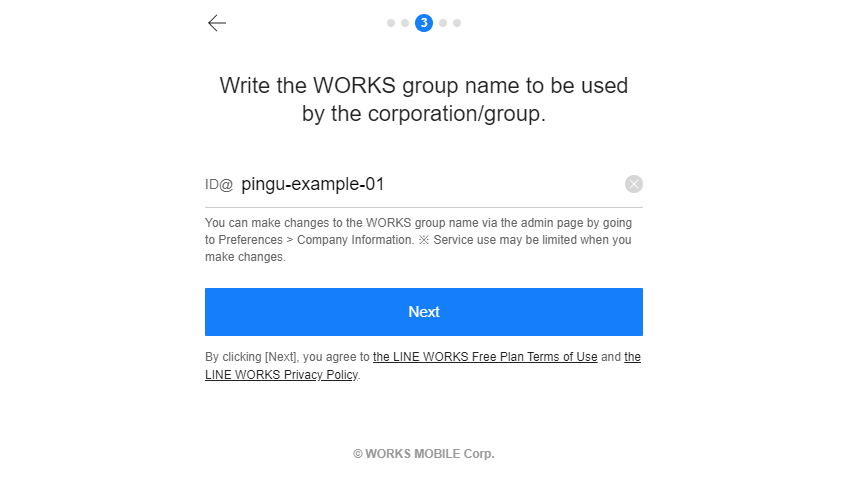 3
Write the WORKS group name to be used
by the corporation/group.
ID@ pingu-example-01
You can make changes to the WORKS group name via the admin page by going
to Preferences > Company Information. ※ Service use may be limited when you
make changes.
Next
By clicking [Next], you agree to the LINE WORKS Free Plan Terms of Use and the
LINE WORKS Privacy Policy.
© WORKS MOBILE Corp.